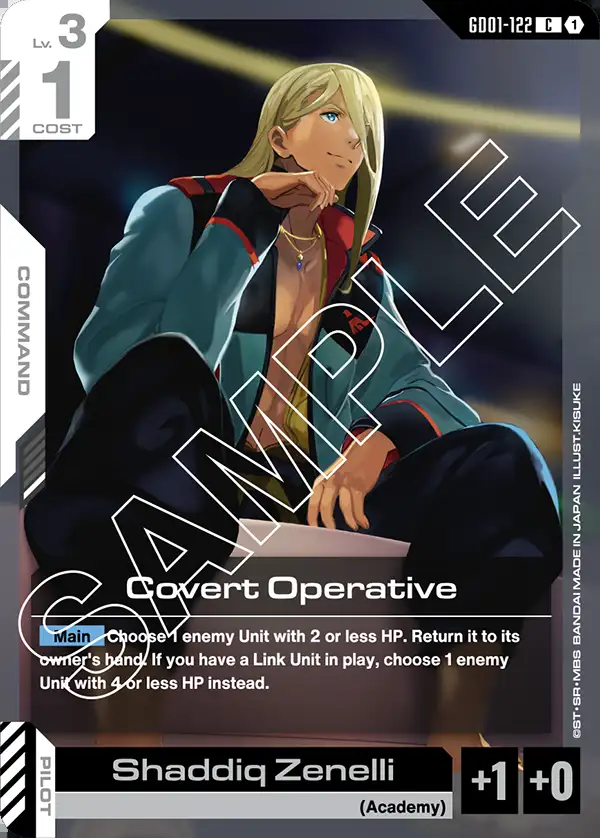 GD01-122 C 1
Lv. 3
1
COST
COMMAND
SAMPLE
©ST・SR・MBS BANDAI MADE IN JAPAN ILLUST.KISUKE
Covert Operative
Main Choose 1 enemy Unit with 2 or less HP. Return it to its
owner's hand. If you have a Link Unit in play, choose 1 enemy
Unit with 4 or less HP instead.
PILOT
Shaddiq Zenelli
(Academy)
+1 +0